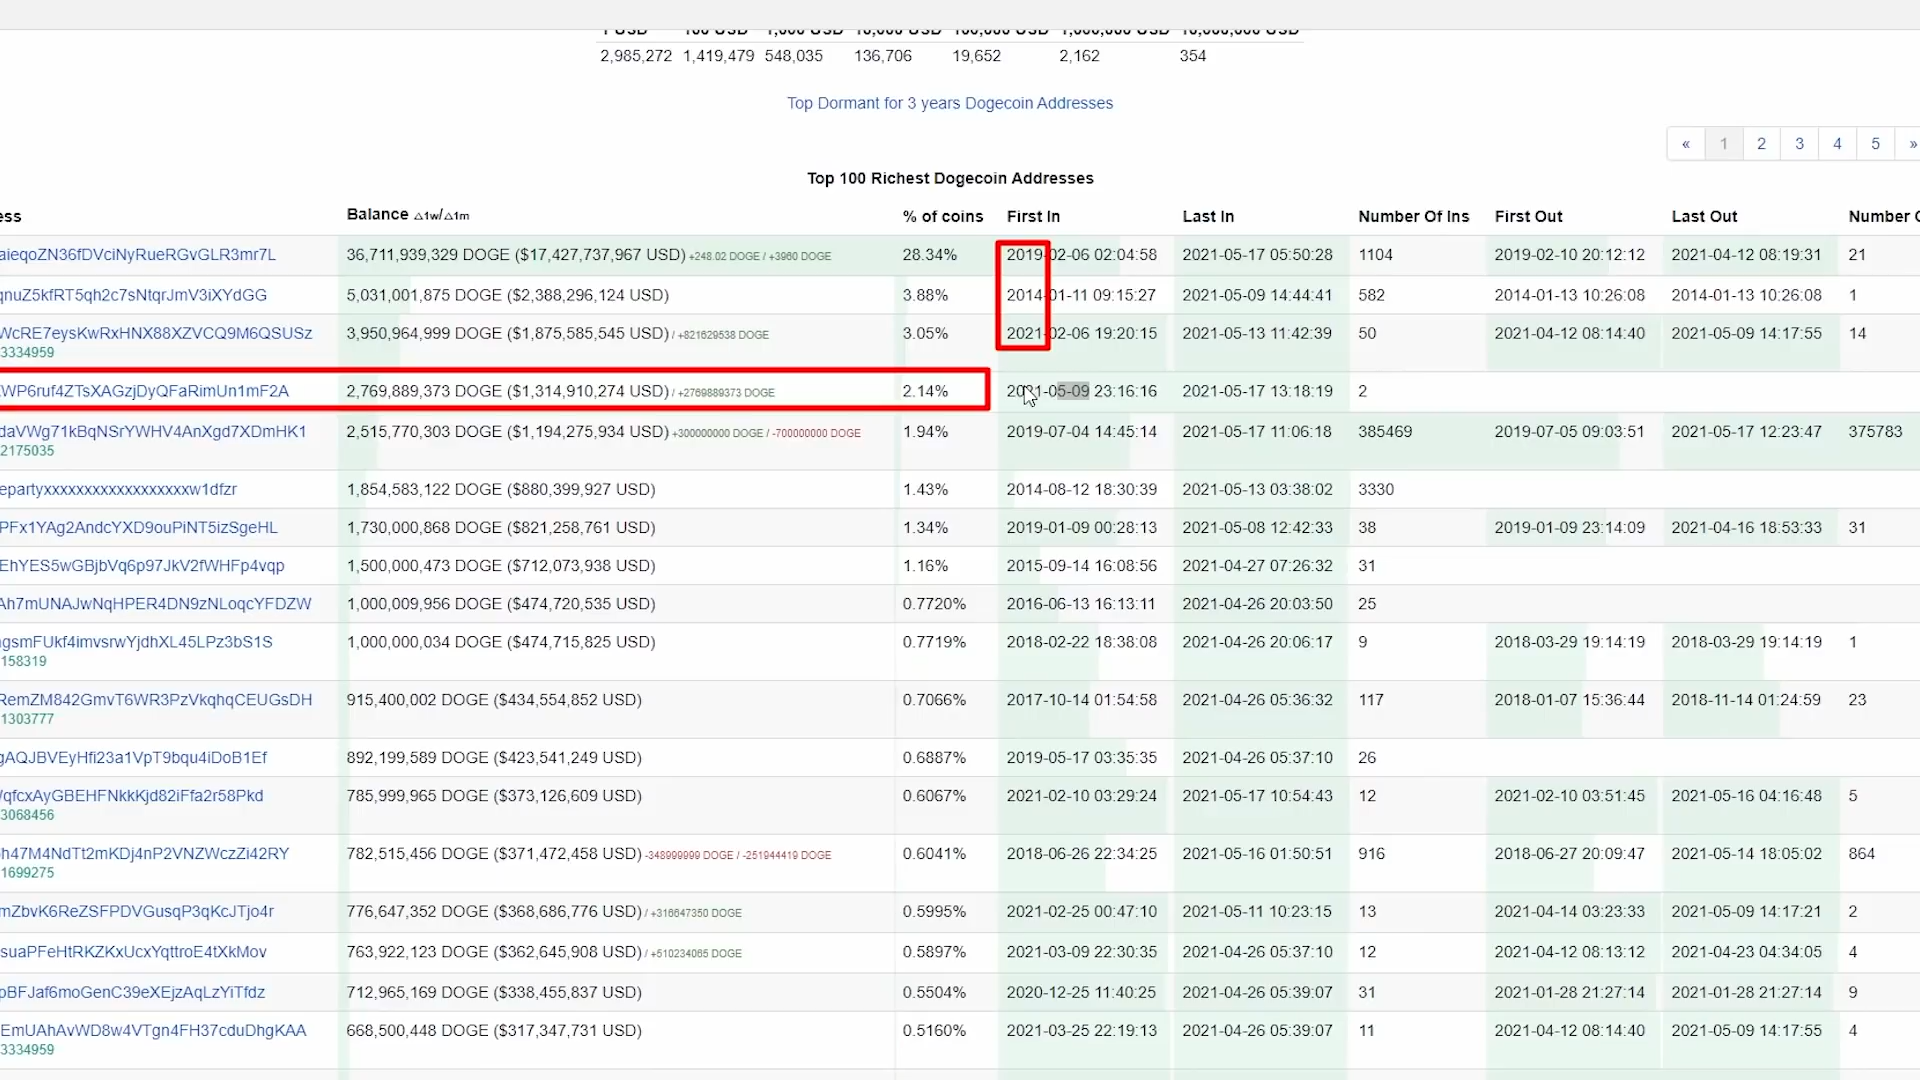 1 USD 100 USD 1,000 USD 10,000 USD 100,000 USD 1,000,000 USD 10,000,000 USD
2,985,272 1,419,479 548,035 136,706 19,652 2,162 354
Top Dormant for 3 years Dogecoin Addresses
« 1 2 3 4 5 »
Top 100 Richest Dogecoin Addresses
ess Balance △1w/△1m % of coins First In Last In Number Of Ins First Out Last Out Number O
aieqoZN36fDVciNyRueRGvGLR3mr7L 36,711,939,329 DOGE ($17,427,737,967 USD) +248.02 DOGE / +3960 DOGE 28.34% 2019-02-06 02:04:58 2021-05-17 05:50:28 1104 2019-02-10 20:12:12 2021-04-12 08:19:31 21
qnuZ5kfRT5qh2c7sNtqrJmV3iXYdGG 5,031,001,875 DOGE ($2,388,296,124 USD) 3.88% 2014-01-11 09:15:27 2021-05-09 14:44:41 582 2014-01-13 10:26:08 2014-01-13 10:26:08 1
WcRE7eysKwRxHNX88XZVCQ9M6QSUSz 3,950,964,999 DOGE ($1,875,585,545 USD) / +821629538 DOGE 3.05% 2021-02-06 19:20:15 2021-05-13 11:42:39 50 2021-04-12 08:14:40 2021-05-09 14:17:55 14
3334959
WP6ruf4ZTsXAGzjDyQFaRimUn1mF2A 2,769,889,373 DOGE ($1,314,910,274 USD) / +2769889373 DOGE 2.14% 2021-05-09 23:16:16 2021-05-17 13:18:19 2
daVWg71kBqNSrYWHV4AnXgd7XDmHK1 2,515,770,303 DOGE ($1,194,275,934 USD) +300000000 DOGE / -700000000 DOGE 1.94% 2019-07-04 14:45:14 2021-05-17 11:06:18 385469 2019-07-05 09:03:51 2021-05-17 12:23:47 375783
2175035
epartyxxxxxxxxxxxxxxxxxxw1dfzr 1,854,583,122 DOGE ($880,399,927 USD) 1.43% 2014-08-12 18:30:39 2021-05-13 03:38:02 3330
PFx1YAg2AndcYXD9ouPiNT5izSgeHL 1,730,000,868 DOGE ($821,258,761 USD) 1.34% 2019-01-09 00:28:13 2021-05-08 12:42:33 38 2019-01-09 23:14:09 2021-04-16 18:53:33 31
EhYES5wGBjbVq6p97JkV2fWHFp4vqp 1,500,000,473 DOGE ($712,073,938 USD) 1.16% 2015-09-14 16:08:56 2021-04-27 07:26:32 31
Ah7mUNAJwNqHPER4DN9zNLoqcYFDZW 1,000,009,956 DOGE ($474,720,535 USD) 0.7720% 2016-06-13 16:13:11 2021-04-26 20:03:50 25
gsmFUkf4imvsrwYjdhXL45LPz3bS1S 1,000,000,034 DOGE ($474,715,825 USD) 0.7719% 2018-02-22 18:38:08 2021-04-26 20:06:17 9 2018-03-29 19:14:19 2018-03-29 19:14:19 1
158319
RemZM842GmvT6WR3PzVkqhqCEUGsDH 915,400,002 DOGE ($434,554,852 USD) 0.7066% 2017-10-14 01:54:58 2021-04-26 05:36:32 117 2018-01-07 15:36:44 2018-11-14 01:24:59 23
1303777
gAQJBVEyHfi23a1VpT9bqu4iDoB1Ef 892,199,589 DOGE ($423,541,249 USD) 0.6887% 2019-05-17 03:35:35 2021-04-26 05:37:10 26
qfcxAyGBEHFNkkKjd82iFfa2r58Pkd 785,999,965 DOGE ($373,126,609 USD) 0.6067% 2021-02-10 03:29:24 2021-05-17 10:54:43 12 2021-02-10 03:51:45 2021-05-16 04:16:48 5
3068456
h47M4NdTt2mKDj4nP2VNZWczZi42RY 782,515,456 DOGE ($371,472,458 USD) -348999999 DOGE / -251944419 DOGE 0.6041% 2018-06-26 22:34:25 2021-05-16 01:50:51 916 2018-06-27 20:09:47 2021-05-14 18:05:02 864
1699275
mZbvK6ReZSFPDVGusqP3qKcJTjo4r 776,647,352 DOGE ($368,686,776 USD) / +316647350 DOGE 0.5995% 2021-02-25 00:47:10 2021-05-11 10:23:15 13 2021-04-14 03:23:33 2021-05-09 14:17:21 2
suaPFeHtRKZKxUcxYqttroE4tXkMov 763,922,123 DOGE ($362,645,908 USD) / +510234065 DOGE 0.5897% 2021-03-09 22:30:35 2021-04-26 05:37:10 12 2021-04-12 08:13:12 2021-04-23 04:34:05 4
pBFJaf6moGenC39eXEjzAqLzYiTfdz 712,965,169 DOGE ($338,455,837 USD) 0.5504% 2020-12-25 11:40:25 2021-04-26 05:39:07 31 2021-01-28 21:27:14 2021-01-28 21:27:14 9
EmUAhAvWD8w4VTgn4FH37cduDhgKAA 668,500,448 DOGE ($317,347,731 USD) 0.5160% 2021-03-25 22:19:13 2021-04-26 05:39:07 11 2021-04-12 08:14:40 2021-05-09 14:17:55 4
3334959